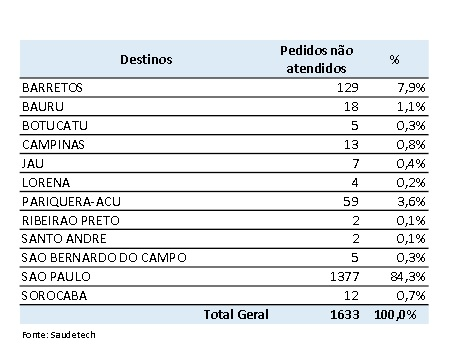 Destinos Pedidos não atendidos %
BARRETOS 129 7,9%
BAURU 18 1,1%
BOTUCATU 5 0,3%
CAMPINAS 13 0,8%
JAU 7 0,4%
LORENA 4 0,2%
PARIQUERA-ACU 59 3,6%
RIBEIRAO PRETO 2 0,1%
SANTO ANDRE 2 0,1%
SAO BERNARDO DO CAMPO 5 0,3%
SAO PAULO 1377 84,3%
SOROCABA 12 0,7%
Total Geral 1633 100,0%
Fonte: Saudetech